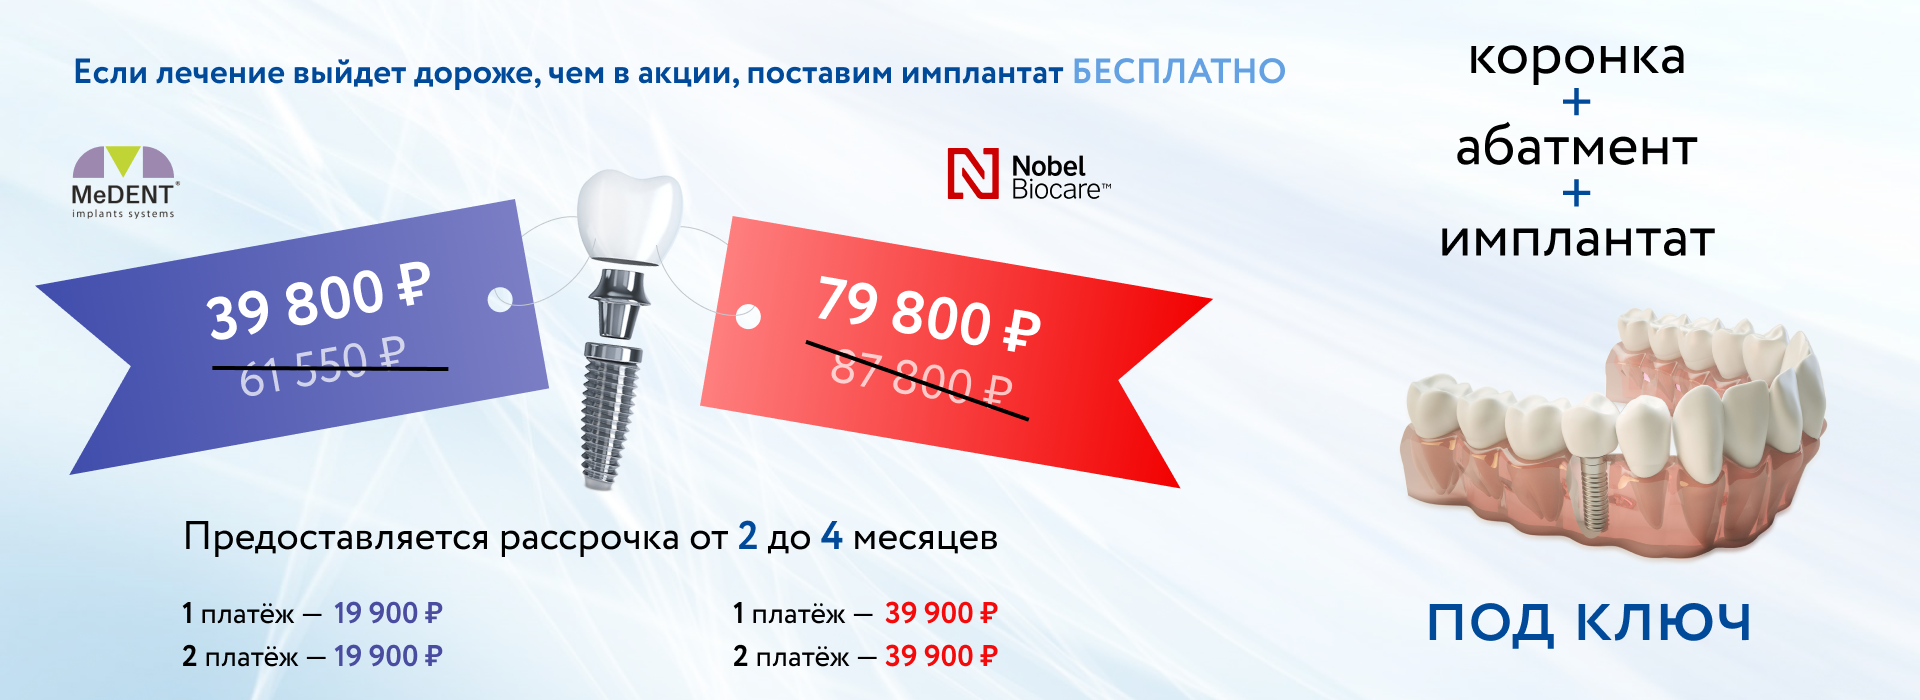 Если лечение выйдет дороже, чем в акции, поставим имплантат БЕСПЛАТНО
MeDENT®
implants systems
39 800 ₽
61 550 ₽
Nobel
Biocare™
79 800 ₽
87 800 ₽
Предоставляется рассрочка от 2 до 4 месяцев
1 платёж — 19 900 ₽
2 платёж — 19 900 ₽
1 платёж — 39 900 ₽
2 платёж — 39 900 ₽
коронка
+
абатмент
+
имплантат
под ключ